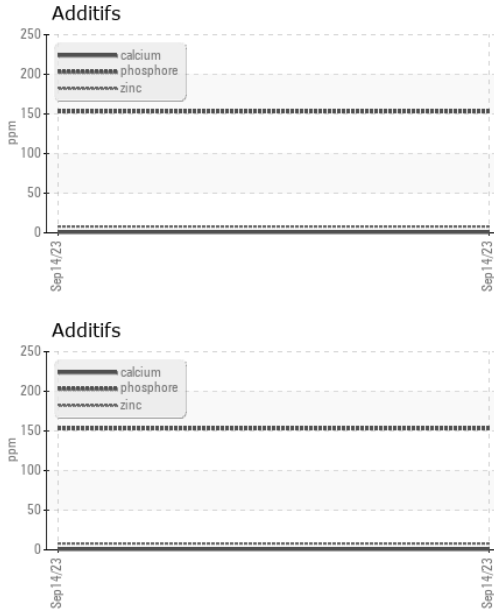 Additifs
250
200
150
100
50
0
ppm
calcium
phosphore
zinc
Sep14/23
Sep14/23
Additifs
250
200
150
100
50
0
ppm
calcium
phosphore
zinc
Sep14/23
Sep14/23